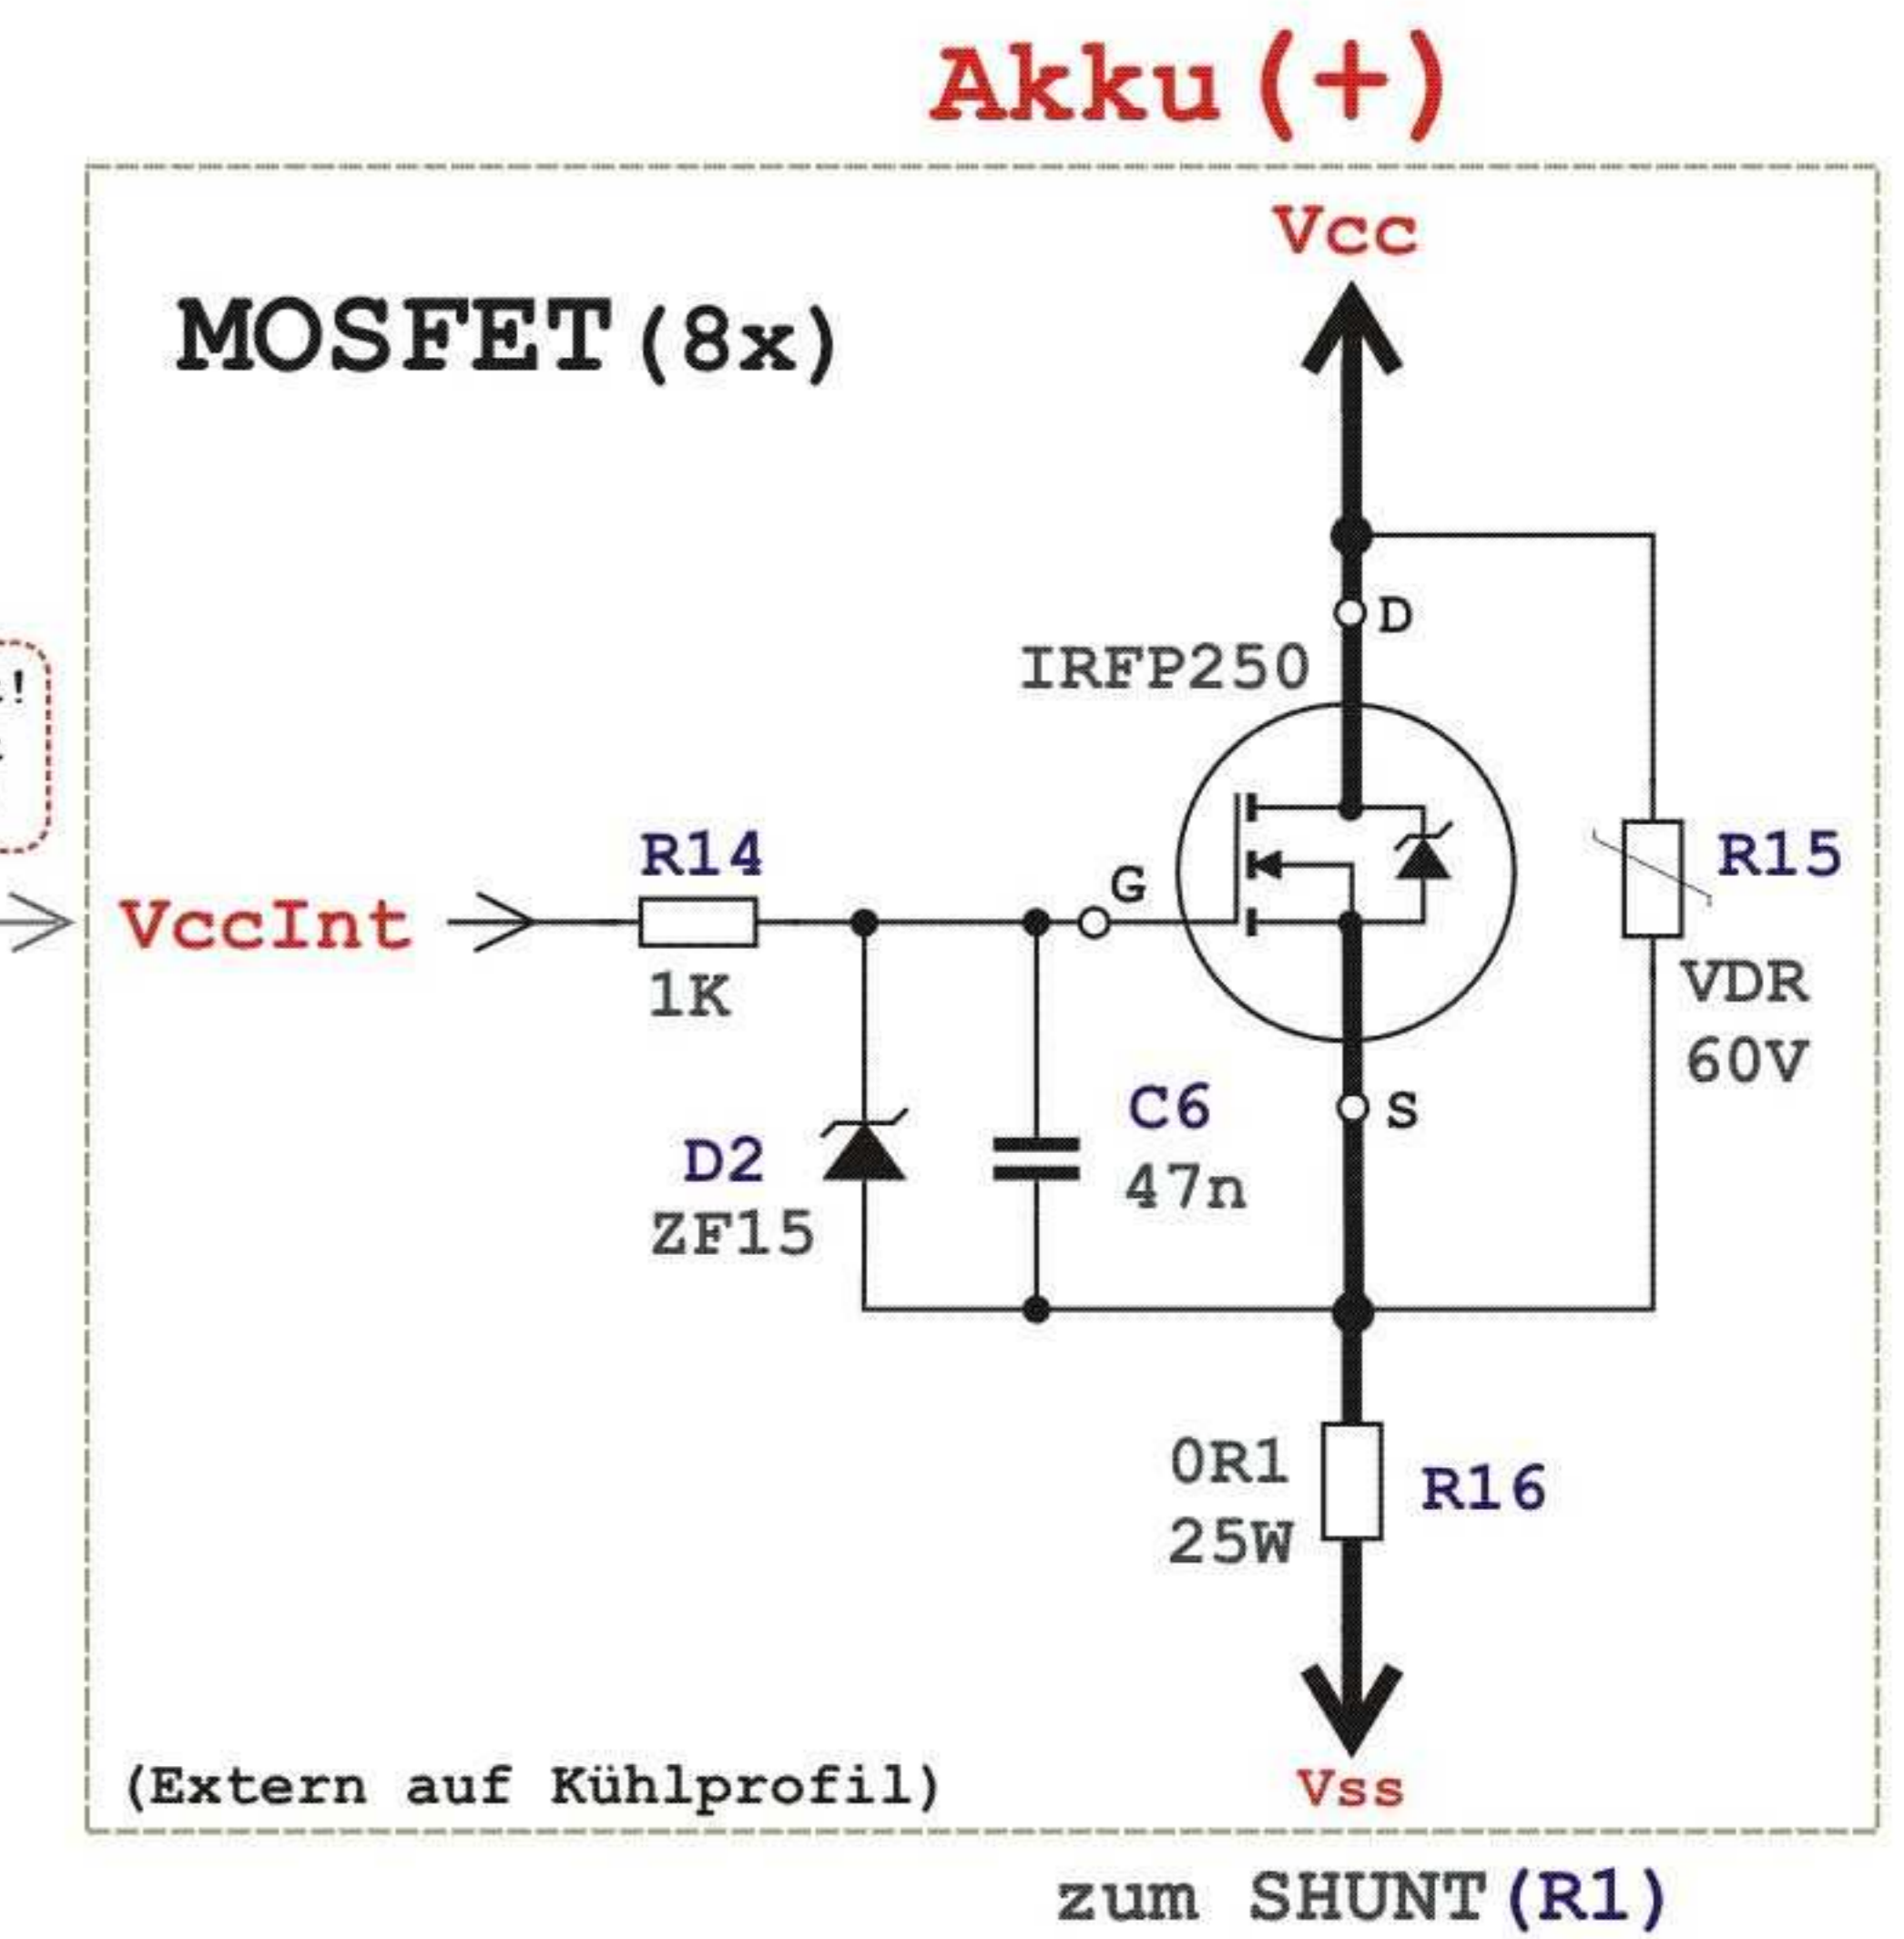 Akku(+)
Vcc
MOSFET(8x)
D
IRFP250
!
R14
G
R15
VccInt
1K
VDR
60V
C6
S
D2
47n
ZF15
0R1
R16
25W
(Extern auf Kühlprofil)
Vss
zum SHUNT(R1)